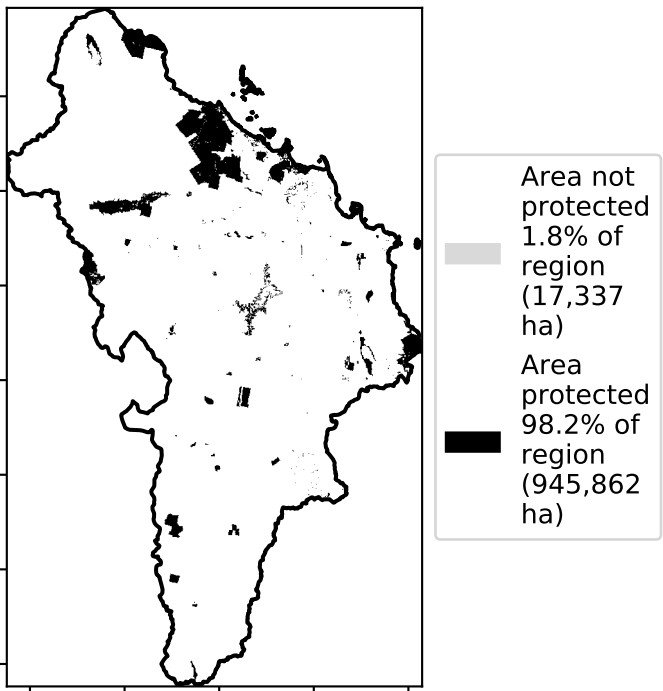 Area not
protected
1.8% of
region
(17,337
ha)
Area
protected
98.2% of
region
(945,862
ha)